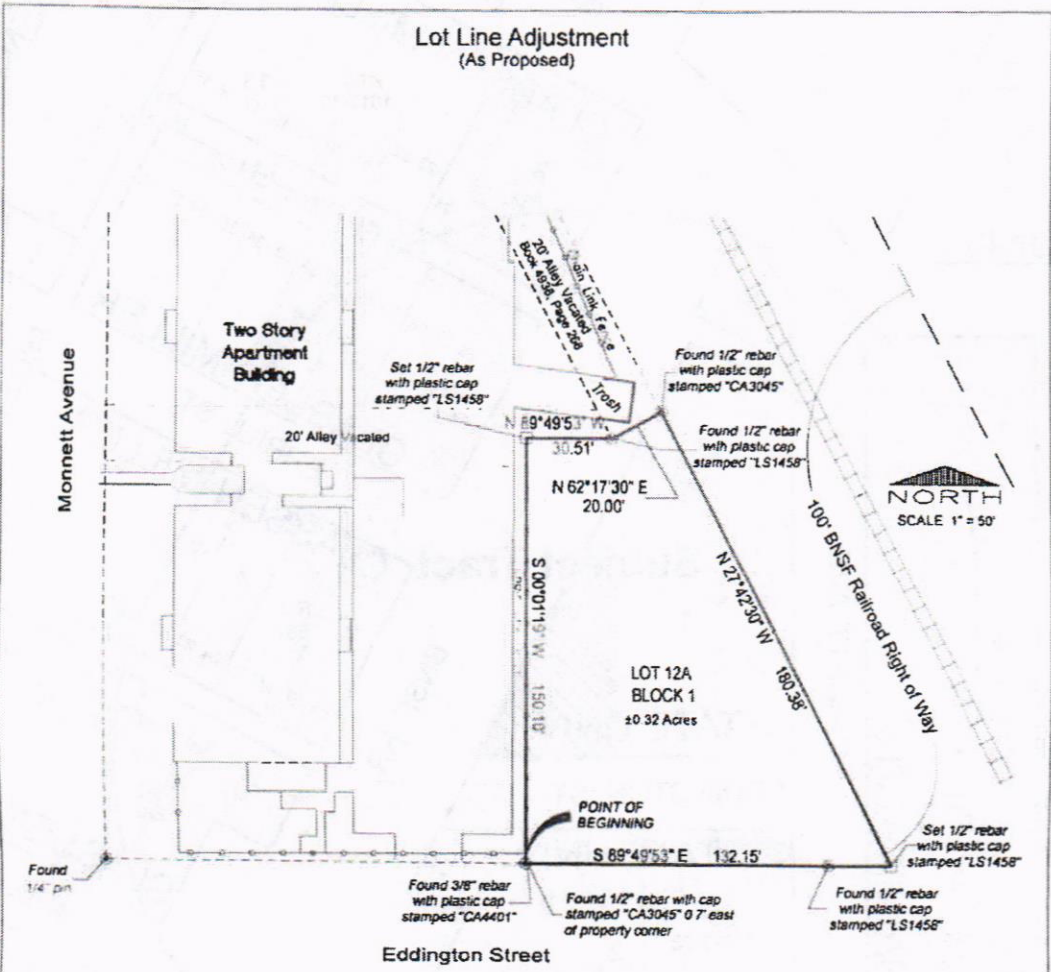 Lot Line Adjustment
(As Proposed)
Monnett Avenue
Two Story
Apartment
Building
20' Alley Vacated
Set 1/2" rebar
with plastic cap
stamped "LS1458"
20' Alley Vacated
Book 4938, Page 268
Link Fence
Trash
Found 1/2" rebar
with plastic cap
stamped "CA3045"
N 89°49'53" W
30.51'
Found 1/2" rebar
with plastic cap
stamped "LS1458"
N 62°17'30" E
20.00'
NORTH
SCALE 1" = 50'
100' BNSF Railroad Right of Way
N 27°42'30" W 180.38'
S 00°01'19" W 150.10'
LOT 12A
BLOCK 1
±0.32 Acres
POINT OF
BEGINNING
S 89°49'53" E 132.15'
Set 1/2" rebar
with plastic cap
stamped "LS1458"
Found
1/4" pin
Found 3/8" rebar
with plastic cap
stamped "CA4401"
Found 1/2" rebar with cap
stamped "CA3045" 0.7' east
of property corner
Found 1/2" rebar
with plastic cap
stamped "LS1458"
Eddington Street